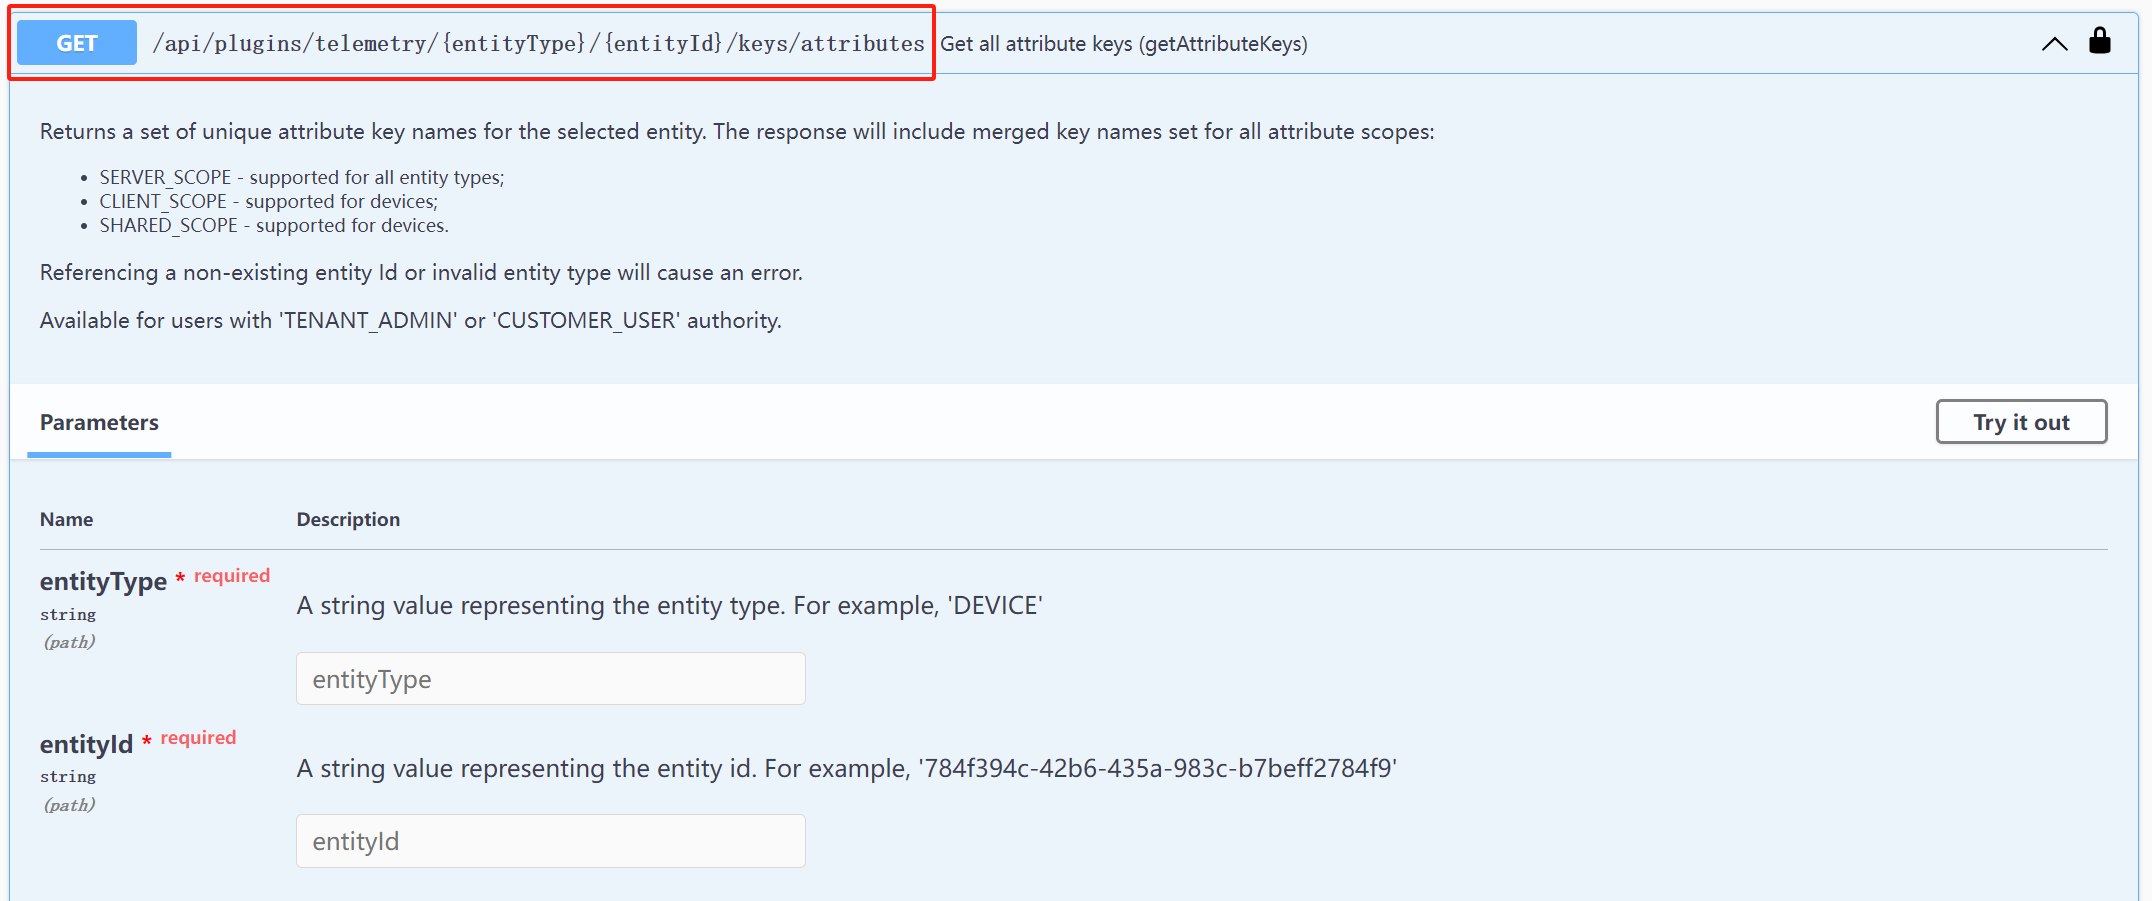 GET /api/plugins/telemetry/{entityType}/{entityId}/keys/attributes Get all attribute keys (getAttributeKeys)
Returns a set of unique attribute key names for the selected entity. The response will include merged key names set for all attribute scopes:
• SERVER_SCOPE - supported for all entity types;
• CLIENT_SCOPE - supported for devices;
• SHARED_SCOPE - supported for devices.
Referencing a non-existing entity Id or invalid entity type will cause an error.
Available for users with 'TENANT_ADMIN' or 'CUSTOMER_USER' authority.
Parameters Try it out
Name Description
entityType * required
string
(path)
A string value representing the entity type. For example, 'DEVICE'
entityType
entityId * required
string
(path)
A string value representing the entity id. For example, '784f394c-42b6-435a-983c-b7beff2784f9'
entityId